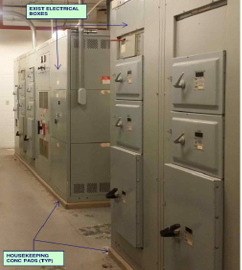 EXIST ELECTRICAL
BOXES
HOUSEKEEPING
CONC PADS (TYP)